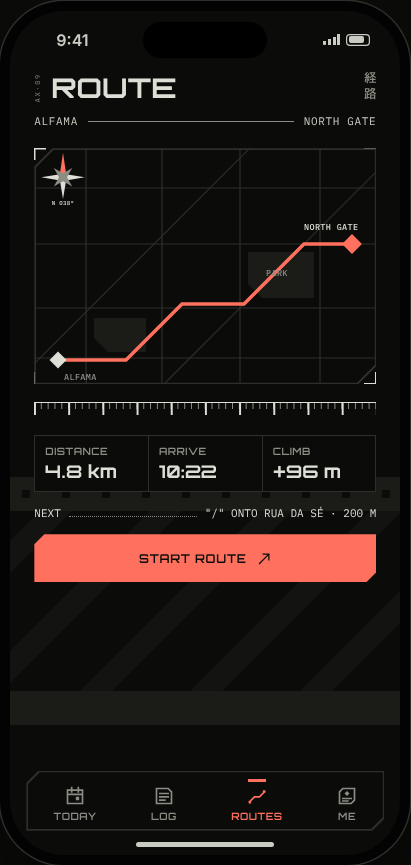 9:41
AX·09
ROUTE
経路
ALFAMA
NORTH GATE
N 038°
NORTH GATE
PARK
ALFAMA
DISTANCE
4.8 km
ARRIVE
10:22
CLIMB
+96 m
NEXT
"/" ONTO RUA DA SÉ · 200 M
START ROUTE
TODAY
LOG
ROUTES
ME